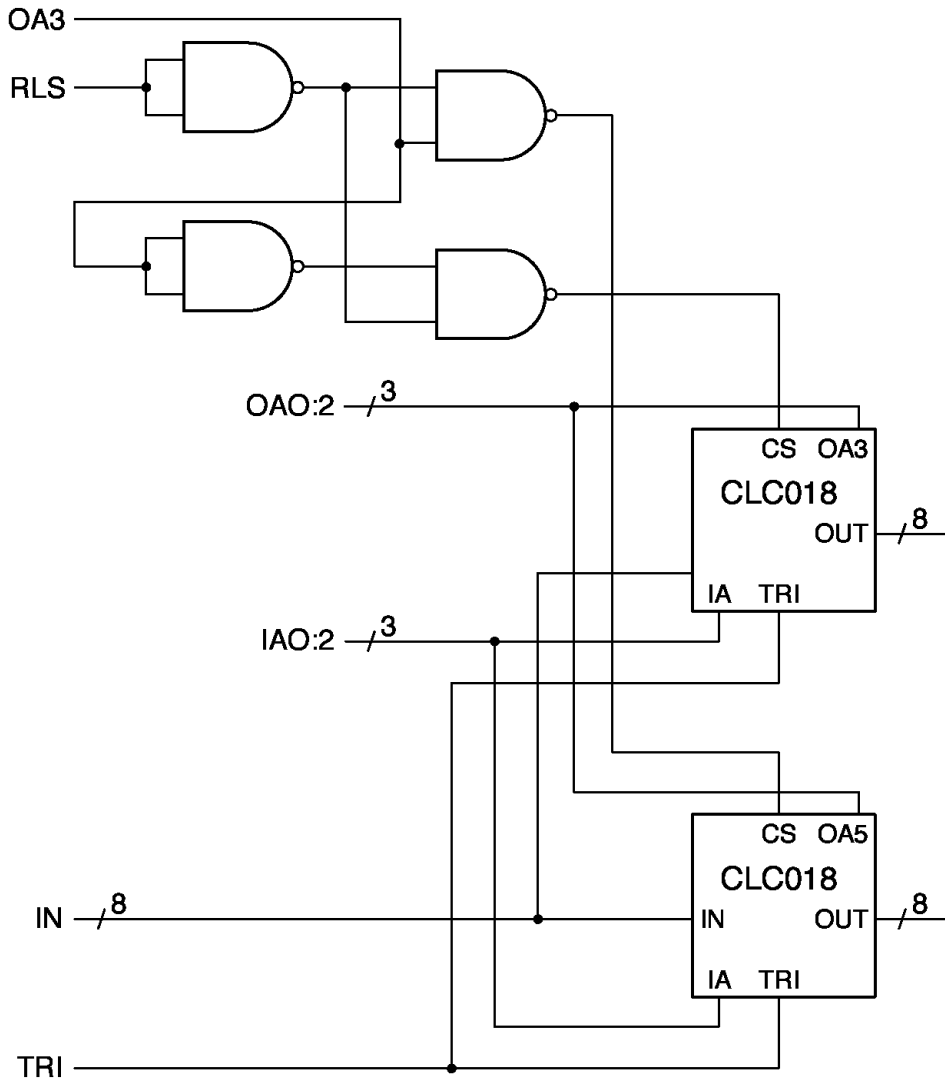 OA3
RLS
OAO:2 3
CS OA3
CLC018
OUT 8
IA TRI
IAO:2 3
CS OA5
CLC018
IN 8 IN OUT 8
IA TRI
TRI